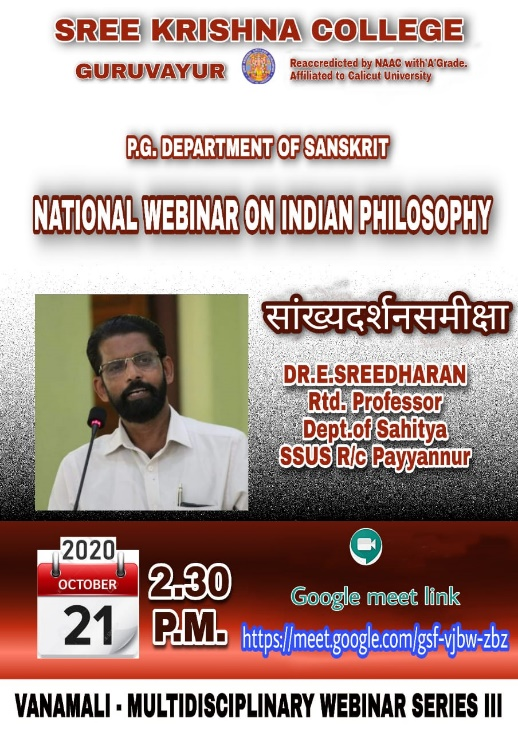 SREE KRISHNA COLLEGE
GURUVAYUR
Reaccredicted by NAAC with'A'Grade.
Affiliated to Calicut University
P.G. DEPARTMENT OF SANSKRIT
NATIONAL WEBINAR ON INDIAN PHILOSOPHY
सांख्यदर्शनसमीक्षा
DR.E.SREEDHARAN
Rtd. Professor
Dept.of Sahitya
SSUS R/c Payyannur
2020
OCTOBER
21
2.30
P.M.
Google meet link
https://meet.google.com/gsf-vjbw-zbz
VANAMALI - MULTIDISCIPLINARY WEBINAR SERIES III